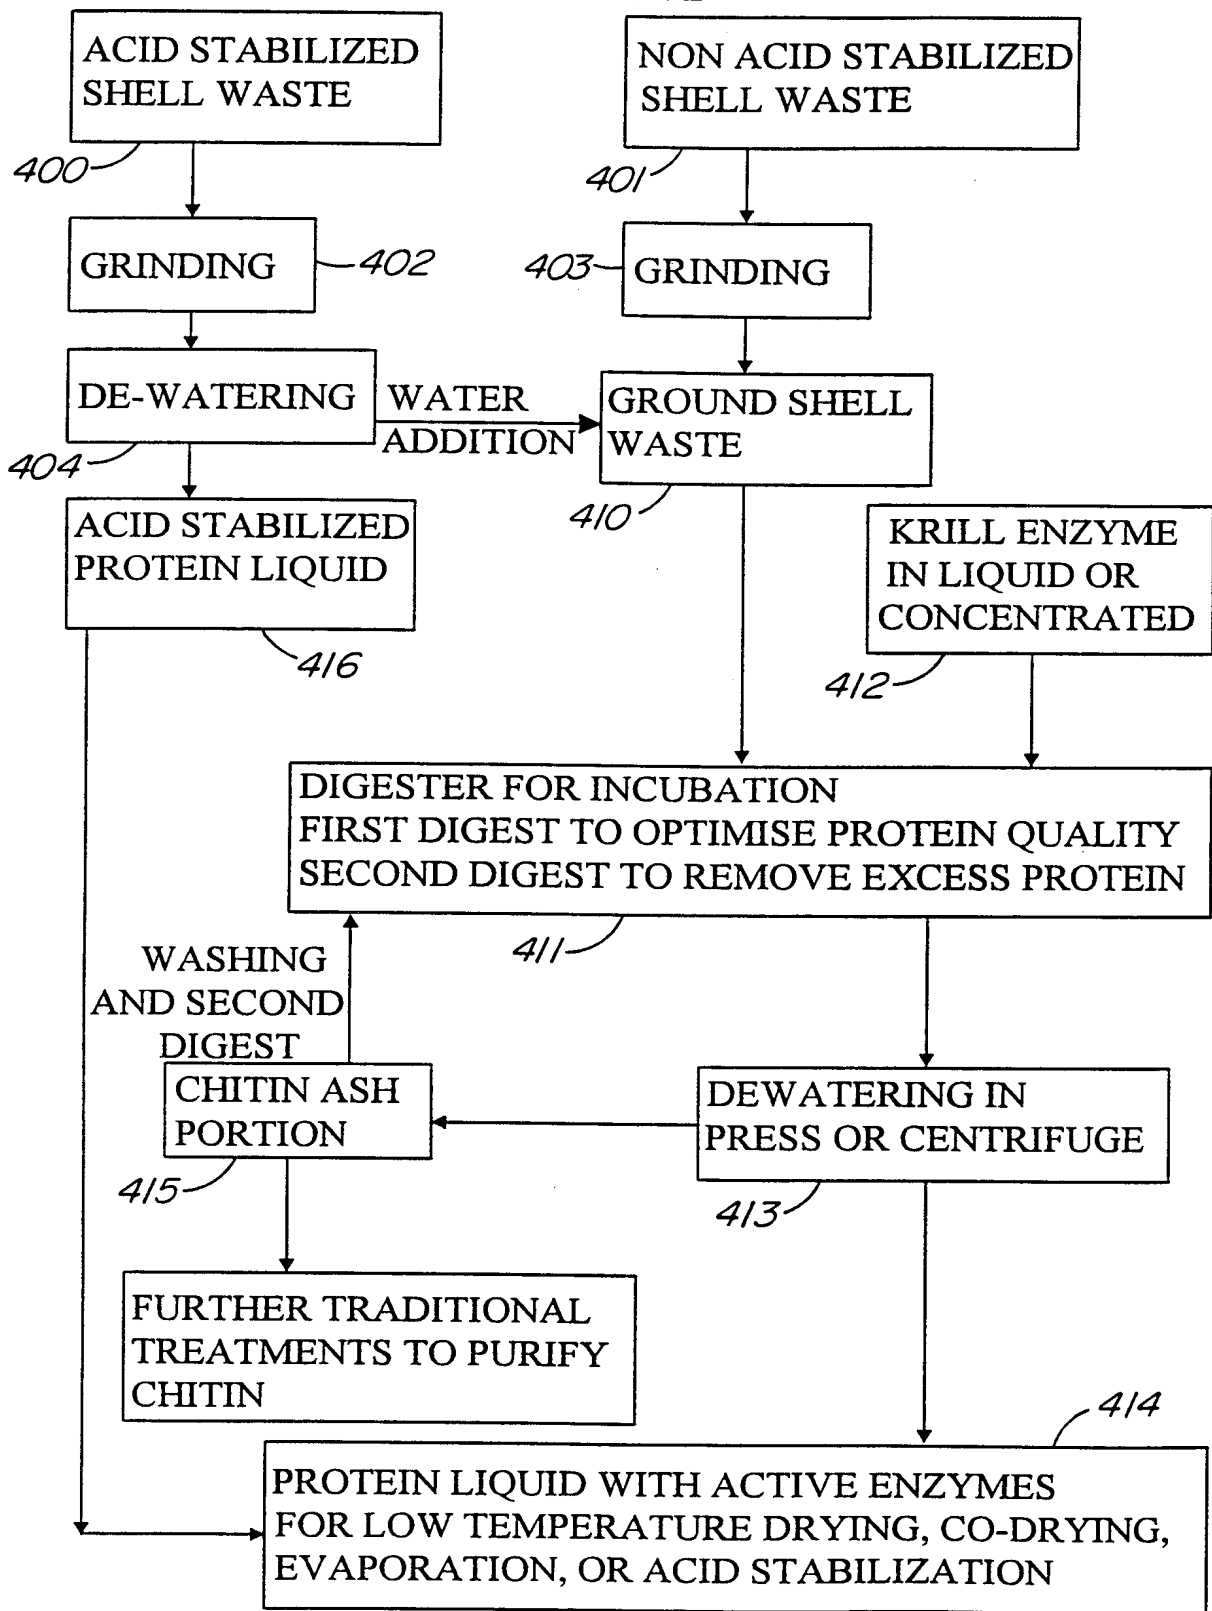 ACID STABILIZED
SHELL WASTE
400
NON ACID STABILIZED
SHELL WASTE
401
GRINDING
402
403
GRINDING
DE-WATERING
404
WATER
ADDITION
GROUND SHELL
WASTE
410
ACID STABILIZED
PROTEIN LIQUID
416
KRILL ENZYME
IN LIQUID OR
CONCENTRATED
412
DIGESTER FOR INCUBATION
FIRST DIGEST TO OPTIMISE PROTEIN QUALITY
SECOND DIGEST TO REMOVE EXCESS PROTEIN
411
WASHING
AND SECOND
DIGEST
CHITIN ASH
PORTION
415
DEWATERING IN
PRESS OR CENTRIFUGE
413
FURTHER TRADITIONAL
TREATMENTS TO PURIFY
CHITIN
414
PROTEIN LIQUID WITH ACTIVE ENZYMES
FOR LOW TEMPERATURE DRYING, CO-DRYING,
EVAPORATION, OR ACID STABILIZATION